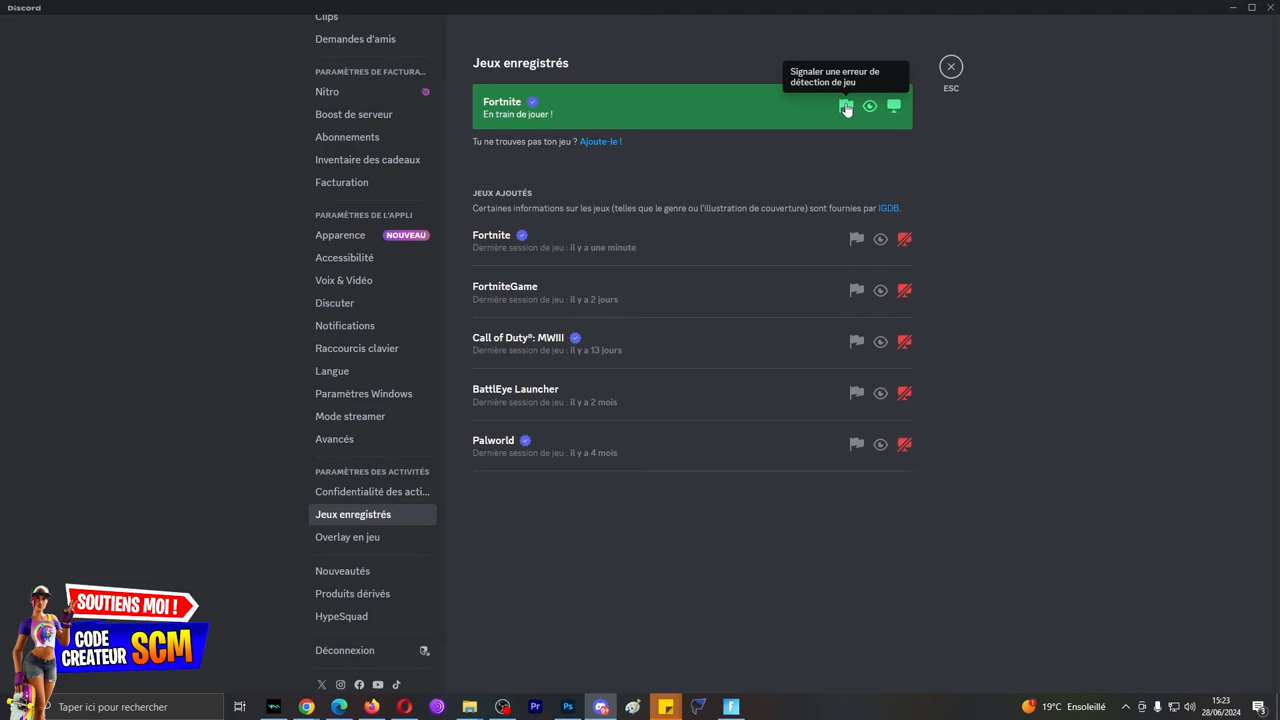 Discord
Clips
Demandes d'amis
PARAMÈTRES DE FACTURA...
Nitro
Boost de serveur
Abonnements
Inventaire des cadeaux
Facturation
PARAMÈTRES DE L'APPLI
Apparence NOUVEAU
Accessibilité
Voix & Vidéo
Discuter
Notifications
Raccourcis clavier
Langue
Paramètres Windows
Mode streamer
Avancés
PARAMÈTRES DES ACTIVITÉS
Confidentialité des acti...
Jeux enregistrés
Overlay en jeu
Nouveautés
Produits dérivés
HypeSquad
Déconnexion
Jeux enregistrés
Signaler une erreur de
détection de jeu
ESC
Fortnite
En train de jouer !
Tu ne trouves pas ton jeu ? Ajoute-le !
JEUX AJOUTÉS
Certaines informations sur les jeux (telles que le genre ou l'illustration de couverture) sont fournies par IGDB.
Fortnite
Dernière session de jeu : il y a une minute
FortniteGame
Dernière session de jeu : il y a 2 jours
Call of Duty®: MWIII
Dernière session de jeu : il y a 13 jours
BattlEye Launcher
Dernière session de jeu : il y a 2 mois
Palworld
Dernière session de jeu : il y a 4 mois
SOUTIENS MOI !
CODE
CREATEUR SCM
Taper ici pour rechercher
Pr
Ps
19°C Ensoleillé
15:23
28/06/2024